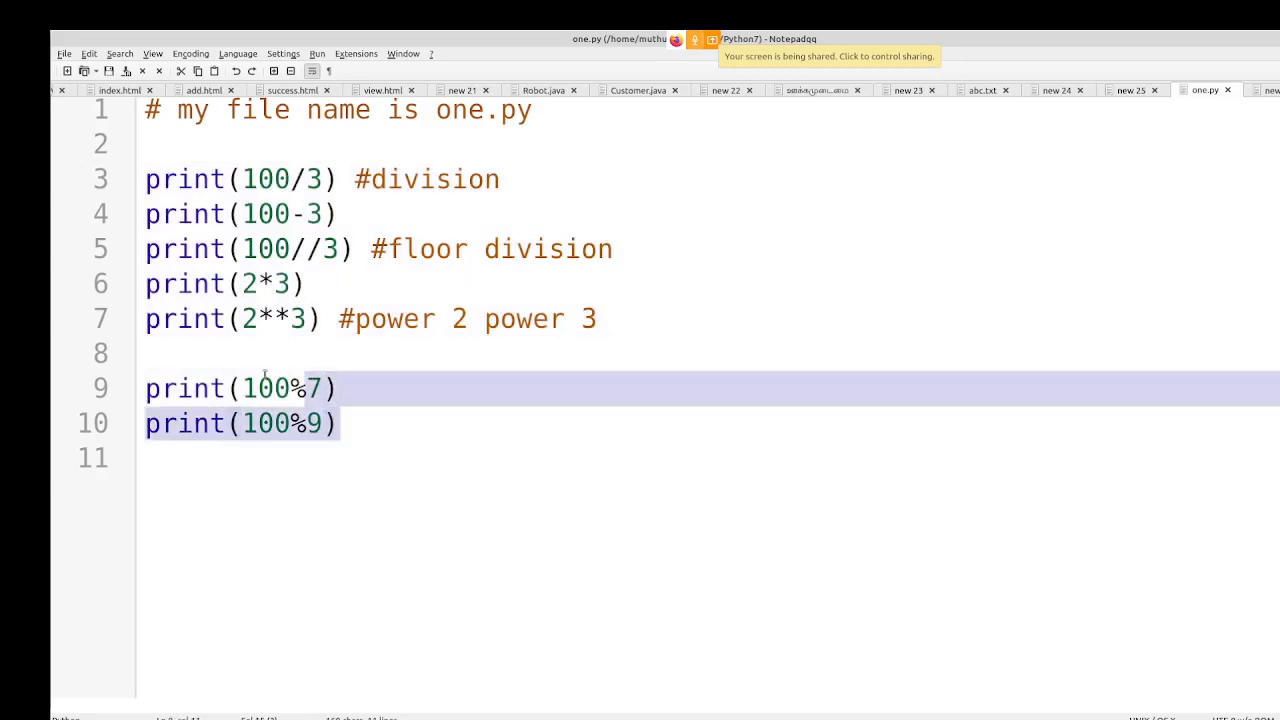 one.py (/home/muthu /Python7) - Notepadqq
Your screen is being shared. Click to control sharing.
File Edit Search View Encoding Language Settings Run Extensions Window ?
index.html add.html success.html view.html new 21 Robot.java Customer.java new 22 ஊக்கமுடைமை new 23 abc.txt new 24 new 25 one.py new
1 # my file name is one.py
2
3 print(100/3) #division
4 print(100-3)
5 print(100//3) #floor division
6 print(2*3)
7 print(2**3) #power 2 power 3
8
9 print(100%7)
10 print(100%9)
11